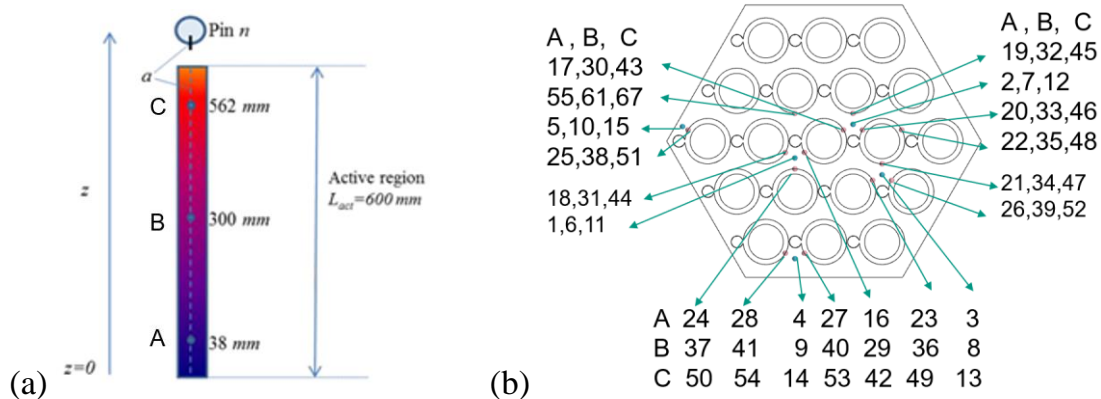 Pin n
a
C
562 mm
z
Active region
L_act=600 mm
B
300 mm
A
38 mm
z=0
(a)
A , B, C
17,30,43
55,61,67
5,10,15
25,38,51
18,31,44
1,6,11
19,32,45
2,7,12
20,33,46
22,35,48
21,34,47
26,39,52
A 24 28 4 27 16 23 3
B 37 41 9 40 29 36 8
C 50 54 14 53 42 49 13
(b)
A , B, C